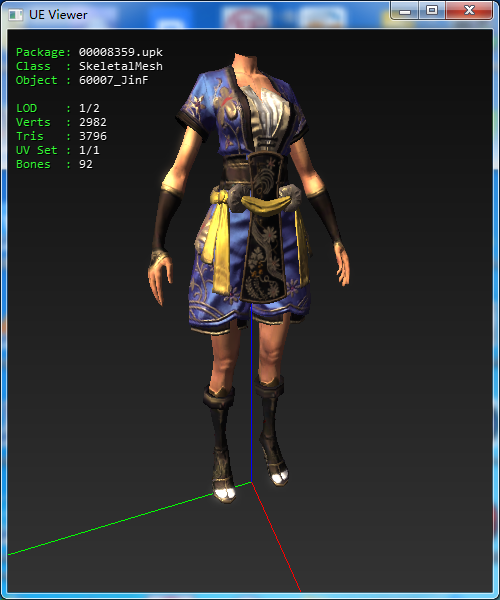 UE Viewer
Package: 00008359.upk
Class  : SkeletalMesh
Object : 60007_JinF
LOD    : 1/2
Verts  : 2982
Tris   : 3796
UV Set : 1/1
Bones  : 92